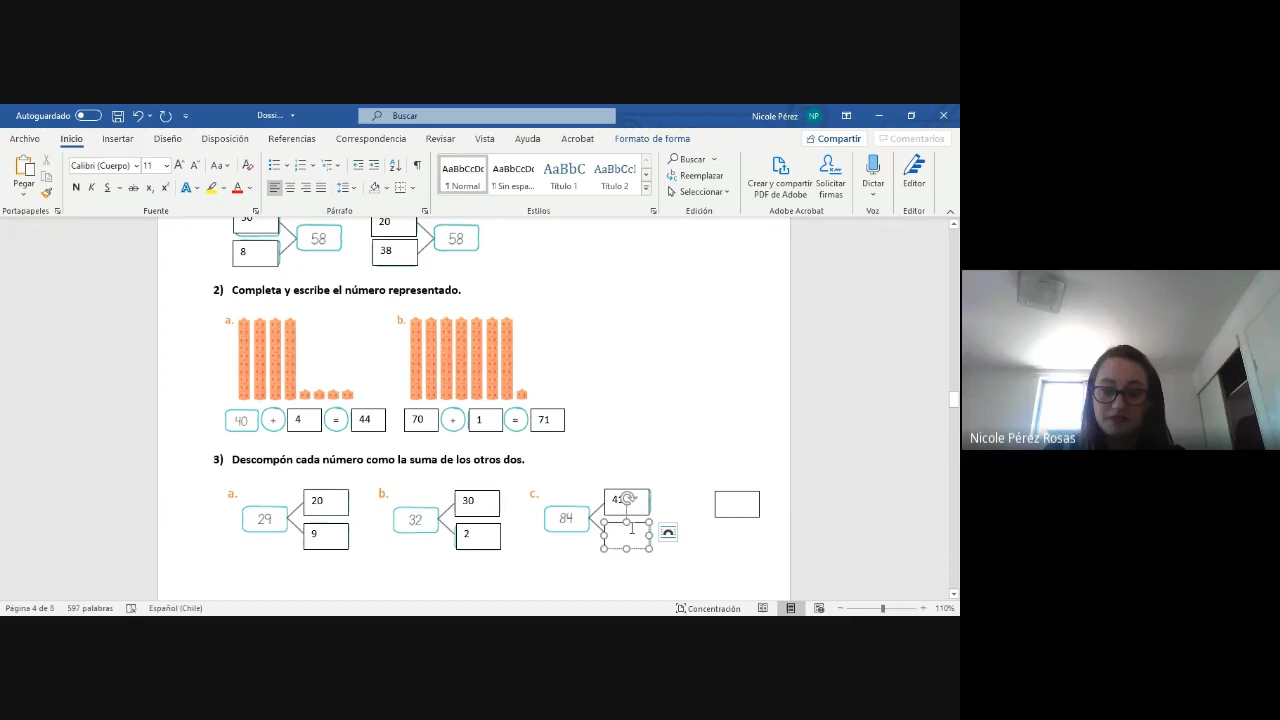 Autoguardado
Dossi...
Buscar
Nicole Pérez
NP
Archivo
Inicio
Insertar
Diseño
Disposición
Referencias
Correspondencia
Revisar
Vista
Ayuda
Acrobat
Formato de forma
Compartir
Comentarios
Pegar
Calibri (Cuerpo)
11
AaBbCcDc
AaBbCcDc
AaBbC
AaBbCcl
¶ Normal
¶ Sin espa...
Título 1
Título 2
Buscar
Reemplazar
Seleccionar
Crear y compartir
PDF de Adobe
Solicitar
firmas
Dictar
Editor
Portapapeles
Fuente
Párrafo
Estilos
Edición
Adobe Acrobat
Voz
Editor
50
8
58
20
38
58
2) Completa y escribe el número representado.
a.
b.
40 + 4 = 44
70 + 1 = 71
3) Descompón cada número como la suma de los otros dos.
a.
29
20
9
b.
32
30
2
c.
84
Página 4 de 8
597 palabras
Español (Chile)
Concentración
110%
Nicole Pérez Rosas